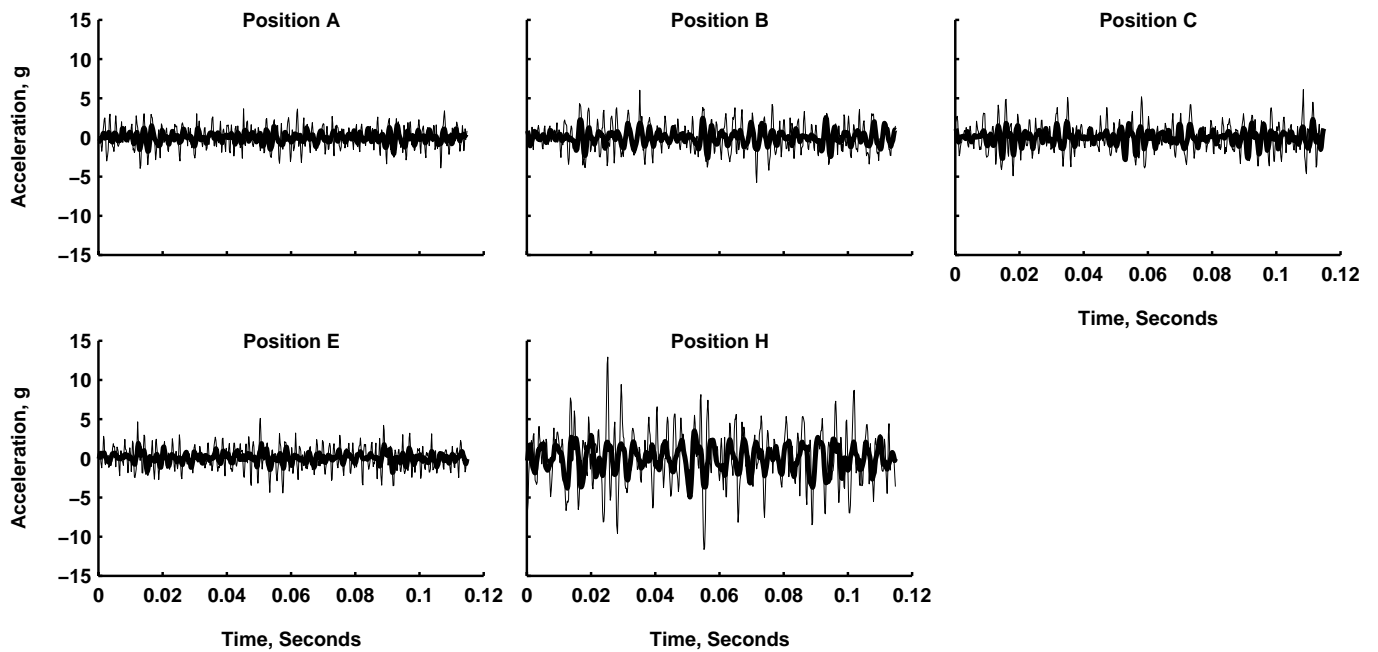 Position A
Position B
Position C
15
10
5
0
−5
−10
−15
Acceleration, g
0 0.02 0.04 0.06 0.08 0.1 0.12
Time, Seconds
Position E
Position H
15
10
5
0
−5
−10
−15
Acceleration, g
0 0.02 0.04 0.06 0.08 0.1 0.12
0 0.02 0.04 0.06 0.08 0.1 0.12
Time, Seconds
Time, Seconds